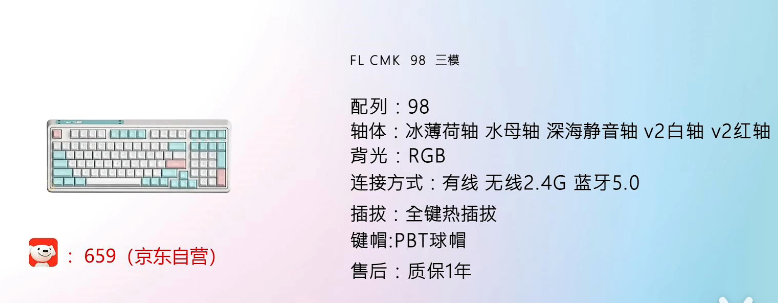 FL CMK 98 三模
配列：98
轴体：冰薄荷轴 水母轴 深海静音轴 v2白轴 v2红轴
背光：RGB
连接方式：有线 无线2.4G 蓝牙5.0
插拔：全键热插拔
键帽:PBT球帽
售后：质保1年
：659（京东自营）